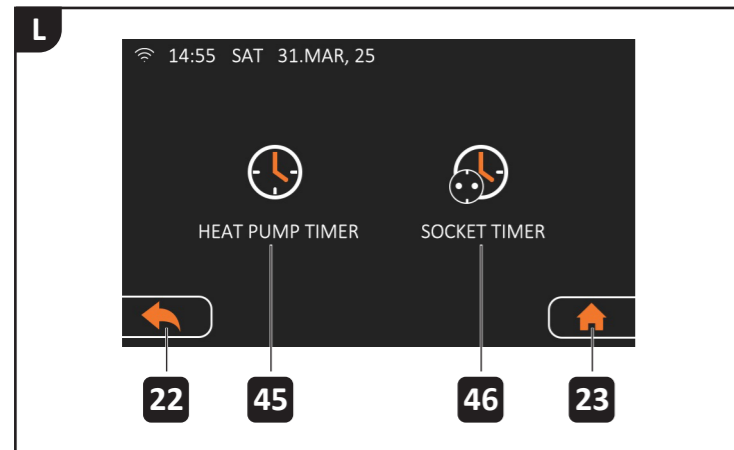 L
14:55 SAT 31.MAR, 25
HEAT PUMP TIMER SOCKET TIMER
22 45 46 23